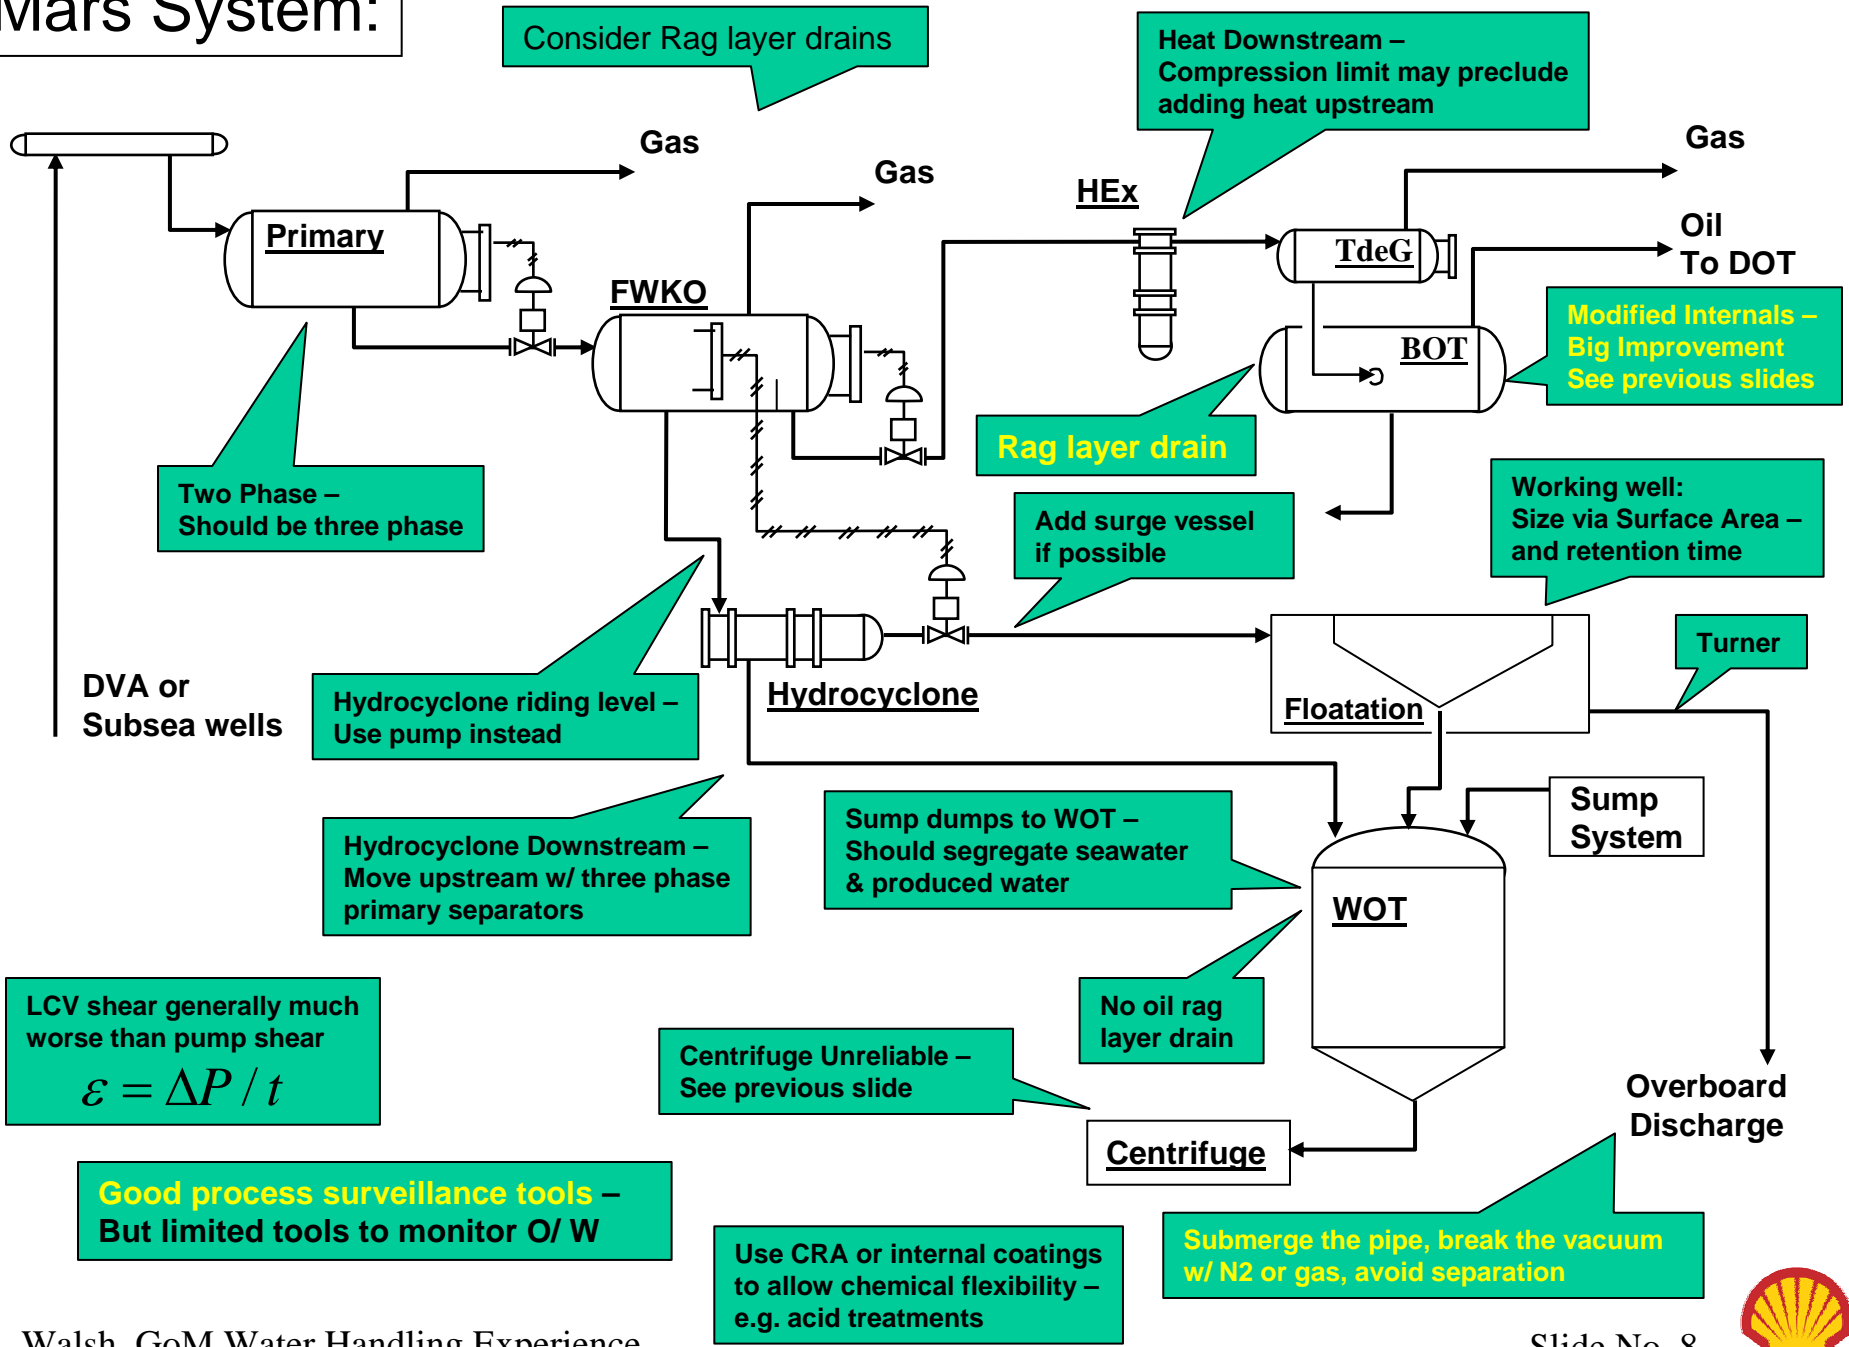 Mars System:
Consider Rag layer drains
Heat Downstream –
Compression limit may preclude
adding heat upstream
Gas
Gas
Gas
HEx
Oil
To DOT
Primary
TdeG
FWKO
BOT
Modified Internals –
Big Improvement
See previous slides
Rag layer drain
Two Phase –
Should be three phase
Add surge vessel
if possible
Working well:
Size via Surface Area –
and retention time
Turner
DVA or
Subsea wells
Hydrocyclone riding level –
Use pump instead
Hydrocyclone
Floatation
Hydrocyclone Downstream –
Move upstream w/ three phase
primary separators
Sump dumps to WOT –
Should segregate seawater
& produced water
Sump
System
WOT
LCV shear generally much
worse than pump shear
ε = ΔP / t
No oil rag
layer drain
Centrifuge Unreliable –
See previous slide
Centrifuge
Overboard
Discharge
Good process surveillance tools –
But limited tools to monitor O/ W
Use CRA or internal coatings
to allow chemical flexibility –
e.g. acid treatments
Submerge the pipe, break the vacuum
w/ N2 or gas, avoid separation
Walsh GoM Water Handling Experience
Slide No. 8